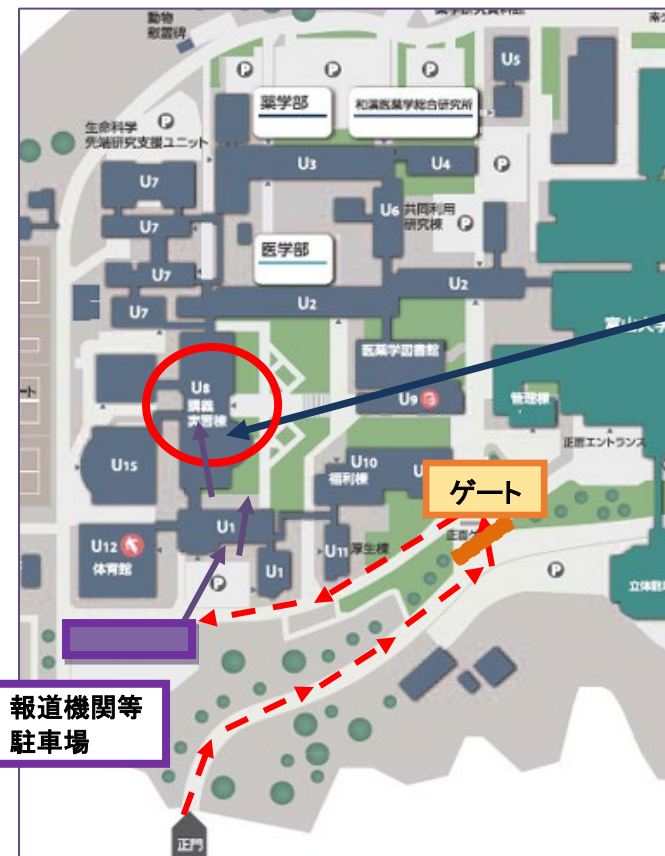 動物
慰霊碑
薬学部
和漢医薬学総合研究所
U5
生命科学
先端研究支援ユニット
U3
U4
U7
U6
共同利用
研究棟
U7
医学部
U7
U2
U2
U7
医薬学図書館
富山大学
U8
講義
実習棟
U9
管理棟
正面エントランス
U15
U10
福利棟
ゲート
U1
U12
体育館
U11
厚生棟
U1
報道機関等
駐車場
正門
P
P
P
P
P
P
P
P